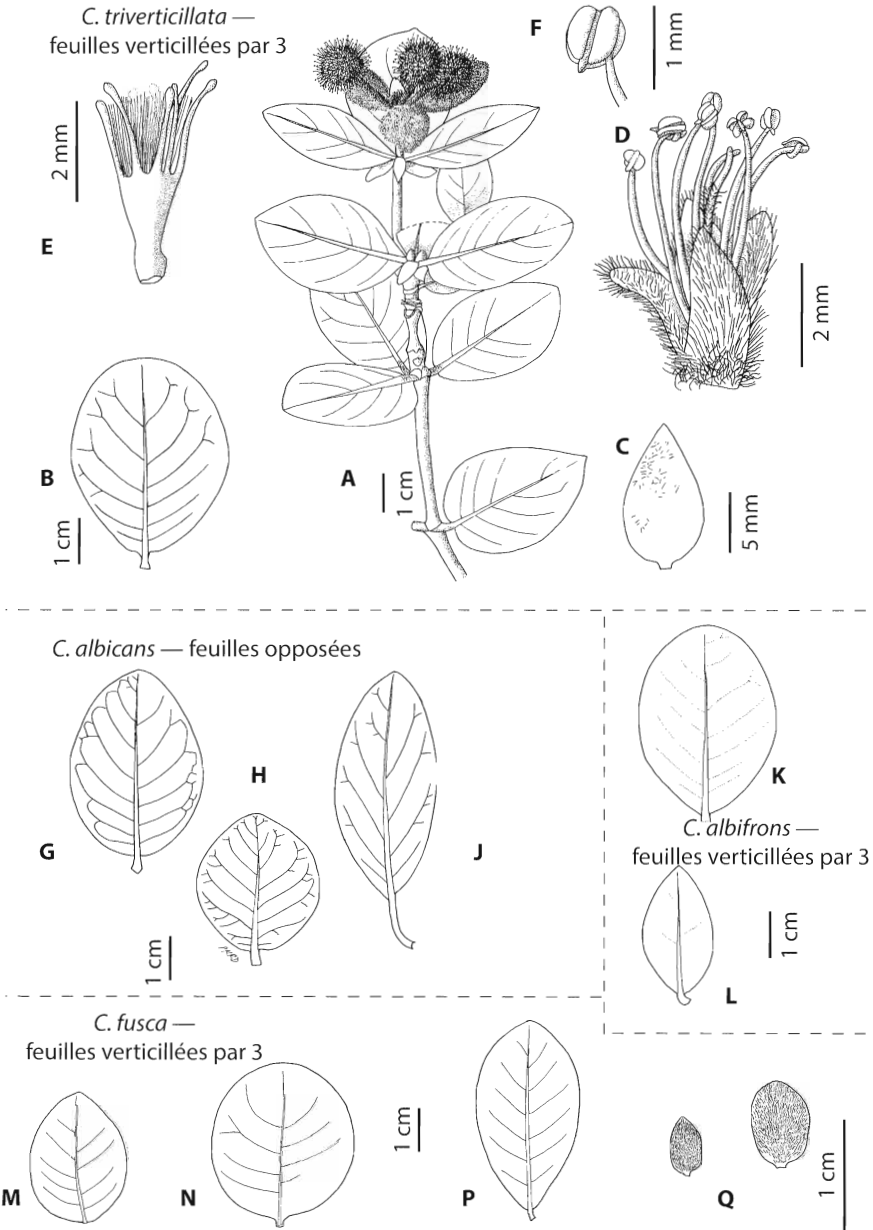 C. triverticillata —
feuilles verticillées par 3
F
1 mm
D
2 mm
E
2 mm
B
1 cm
A
1 cm
C
5 mm
C. albicans — feuilles opposées
G
H
J
1 cm
K
C. albifrons —
feuilles verticillées par 3
L
1 cm
C. fusca —
feuilles verticillées par 3
M
N
1 cm
P
Q
1 cm